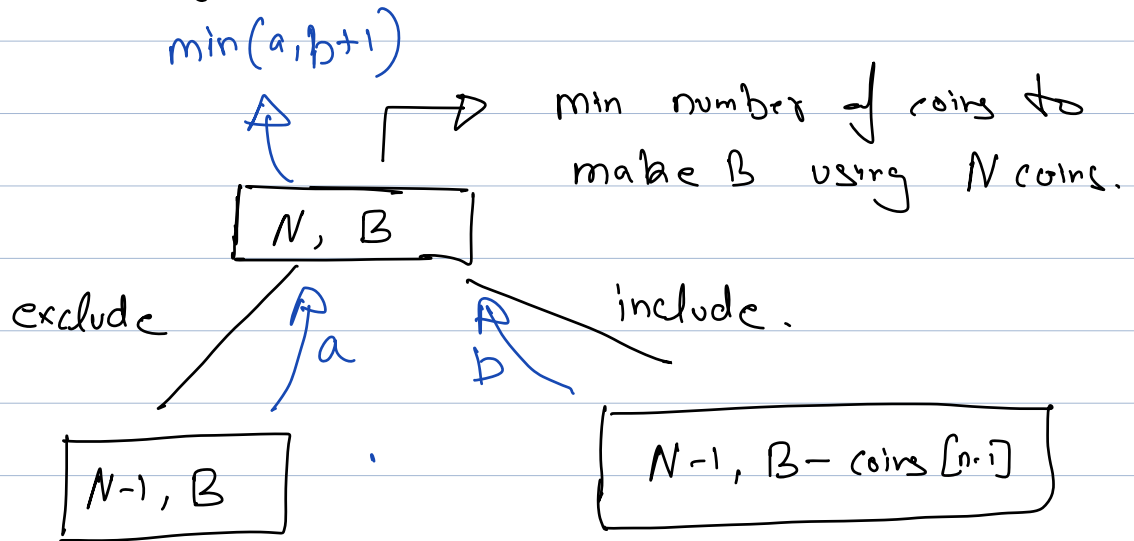 min(a,b+1)
min number of coins to
make B using N coins.
N, B
exclude
include.
a
b
N-1, B
N-1, B- coins [n-1]